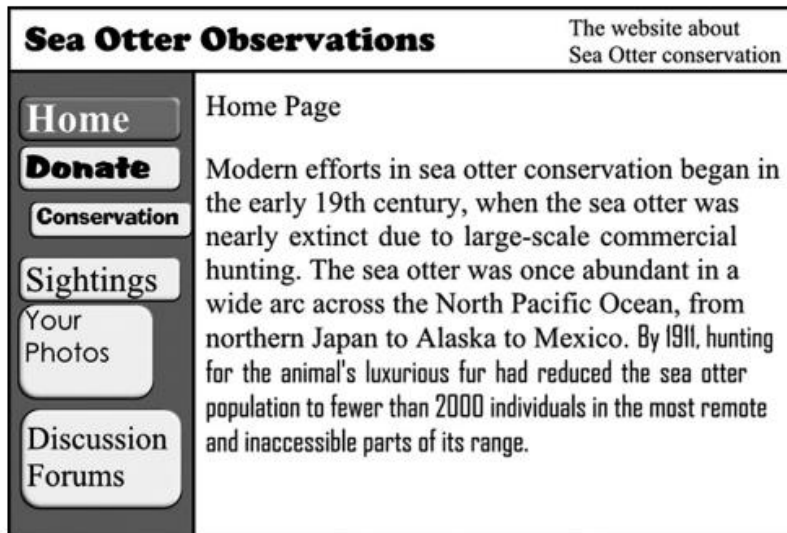 Sea Otter Observations
The website about
Sea Otter conservation
Home
Donate
Conservation
Sightings
Your
Photos
Discussion
Forums
Home Page
Modern efforts in sea otter conservation began in
the early 19th century, when the sea otter was
nearly extinct due to large-scale commercial
hunting. The sea otter was once abundant in a
wide arc across the North Pacific Ocean, from
northern Japan to Alaska to Mexico. By 1911, hunting
for the animal's luxurious fur had reduced the sea otter
population to fewer than 2000 individuals in the most remote
and inaccessible parts of its range.